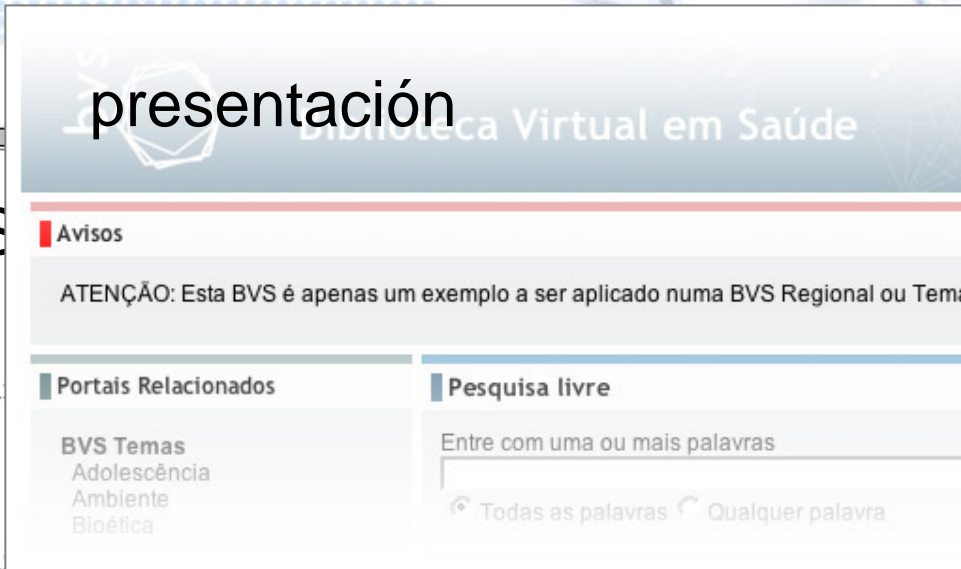 bvs
presentación
Biblioteca Virtual em Saúde
Avisos
ATENÇÃO: Esta BVS é apenas um exemplo a ser aplicado numa BVS Regional ou Tema
Portais Relacionados
BVS Temas
Adolescência
Ambiente
Bioética
Pesquisa livre
Entre com uma ou mais palavras
Todas as palavras Qualquer palavra